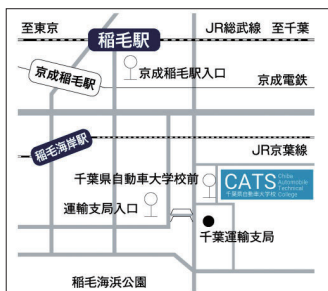 至東京
稲毛駅
JR総武線 至千葉
京成稲毛駅入口
京成稲毛駅
京成電鉄
稲毛海岸駅
JR京葉線
千葉県自動車大学校前
CATS Chiba Automobile Technical College
千葉県自動車大学校
運輸支局入口
千葉運輸支局
稲毛海浜公園